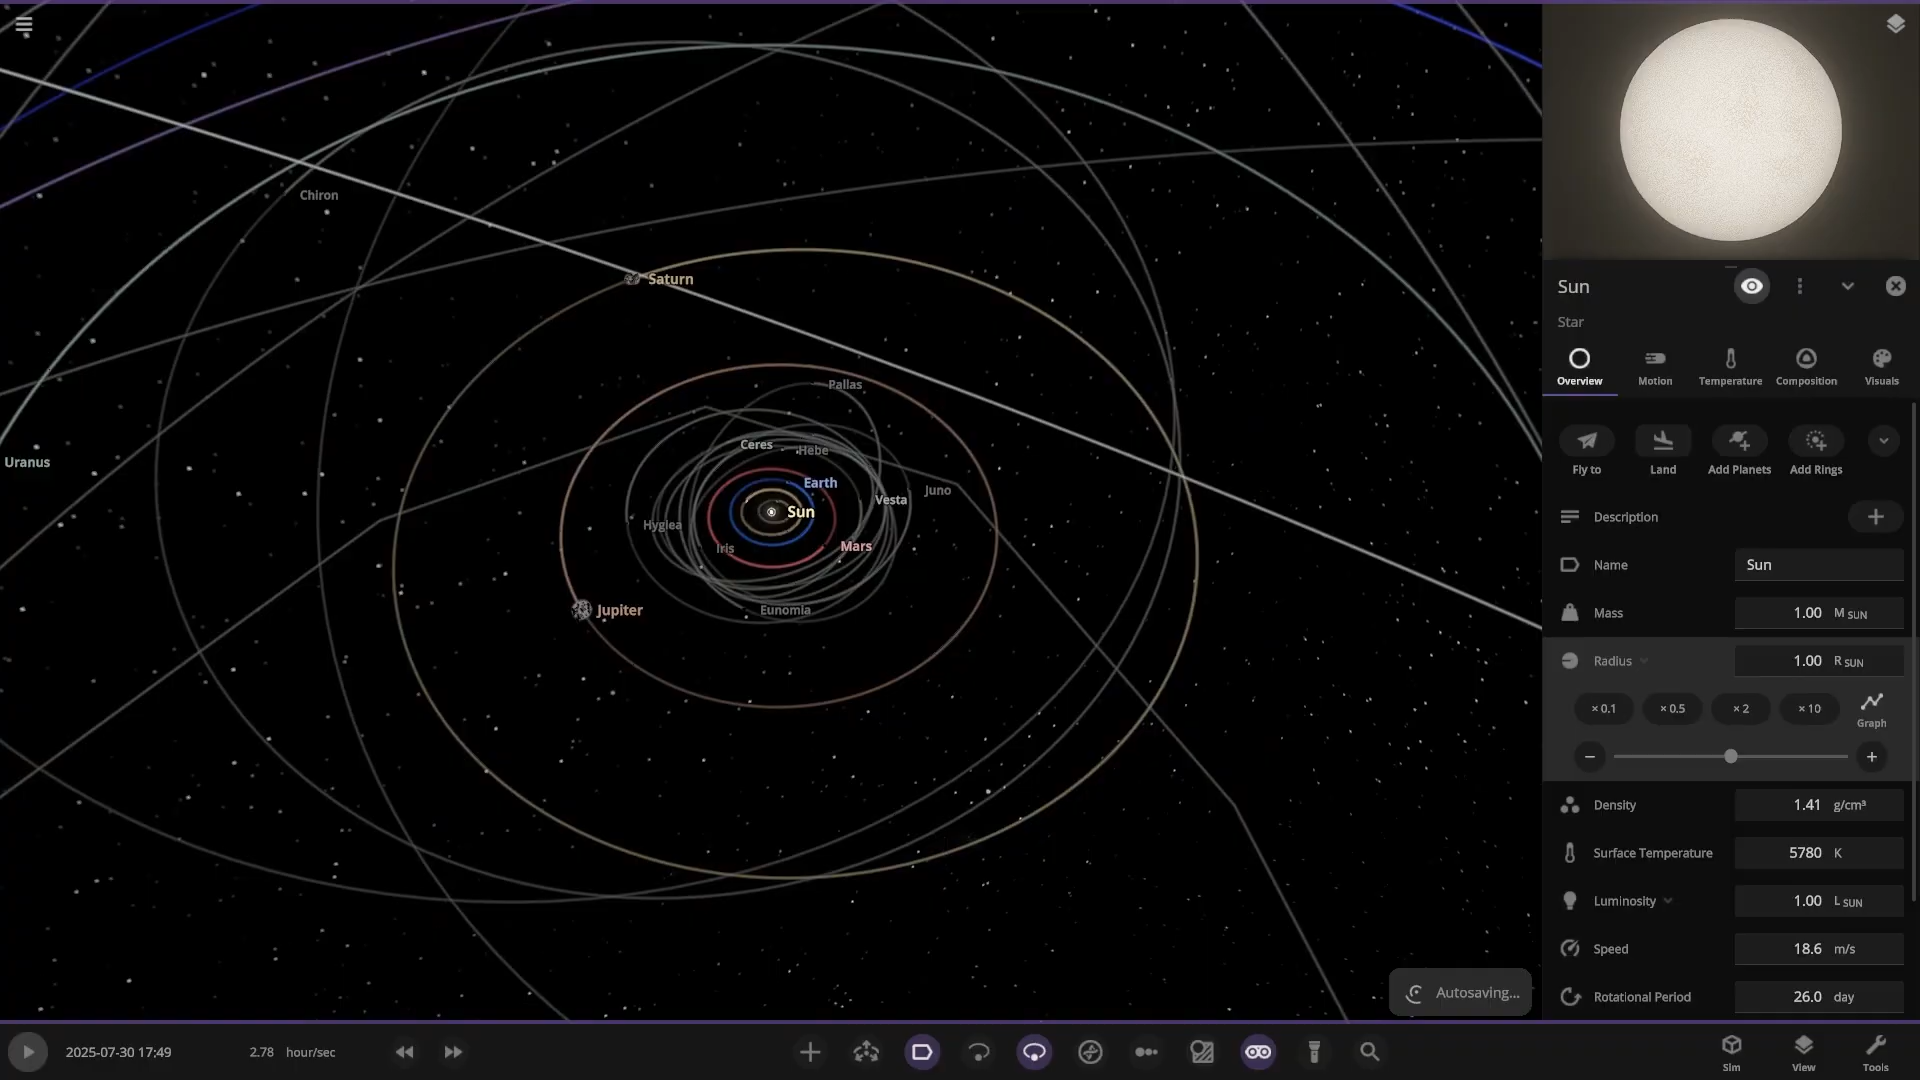 Chiron
Saturn
Uranus
Pallas
Ceres
Hebe
Earth
Juno
Vesta
Sun
Hygiea
Iris
Mars
Jupiter
Eunomia
Sun
Star
Overview Motion Temperature Composition Visuals
Fly to Land Add Planets Add Rings
Description
Name Sun
Mass 1.00 M SUN
Radius 1.00 R SUN
× 0.1 × 0.5 × 2 × 10 Graph
Density 1.41 g/cm³
Surface Temperature 5780 K
Luminosity 1.00 L SUN
Speed 18.6 m/s
Autosaving...
Rotational Period 26.0 day
2025-07-30 17:49 2.78 hour/sec
Sim View Tools